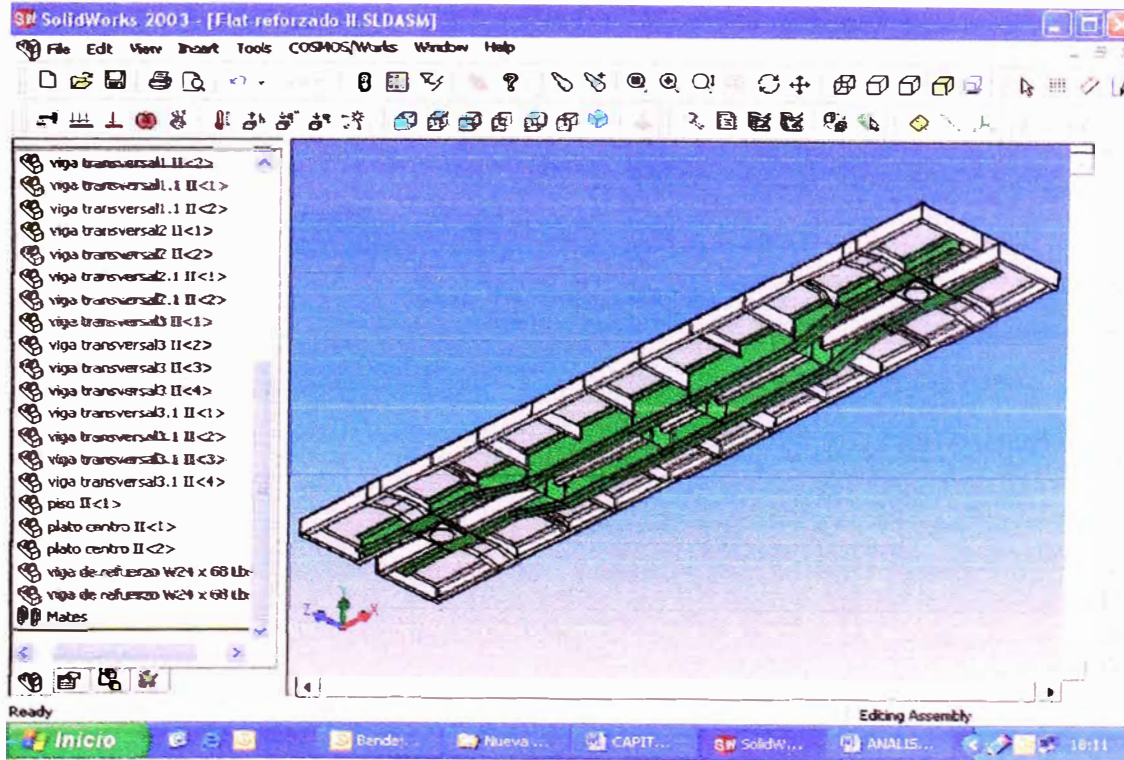 SolidWorks 2003 - [Flat reforzado II.SLDASM]
File Edit View Insert Tools COSMOS/Works Window Help
viga transversal1 II<2>
viga transversal1.1 II<1>
viga transversal1.1 II<2>
viga transversal2 II<1>
viga transversal2 II<2>
viga transversal2.1 II<1>
viga transversal2.1 II<2>
viga transversal3 II<1>
viga transversal3 II<2>
viga transversal3 II<3>
viga transversal3 II<4>
viga transversal3.1 II<1>
viga transversal3.1 II<2>
viga transversal3.1 II<3>
viga transversal3.1 II<4>
piso II<1>
plato centro II<1>
plato centro II<2>
viga de refuerzo W24 x 68 Lb
viga de refuerzo W24 x 68 Lb
Mates
Z Y X
Ready
Editing Assembly
Inicio
Bandej...
Nueva ...
CAPIT...
SolidW...
ANALIS...
18:11